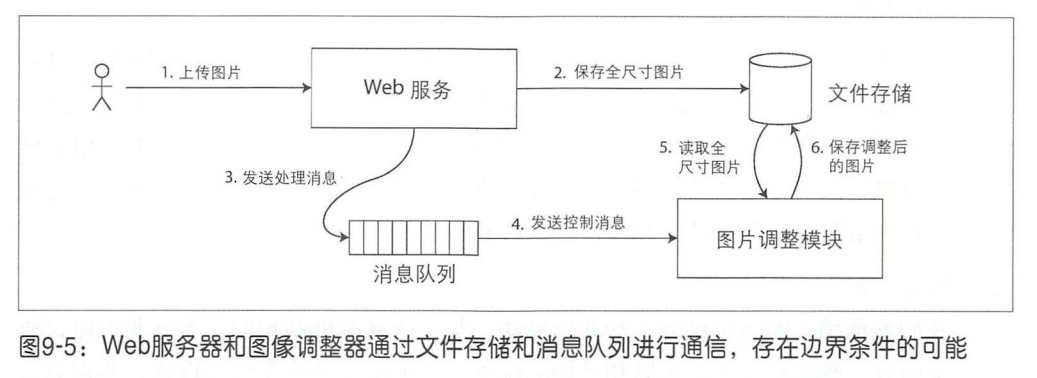 1. 上传图片
Web 服务
2. 保存全尺寸图片
文件存储
3. 发送处理消息
5. 读取全
尺寸图片
6. 保存调整后
的图片
4. 发送控制消息
消息队列
图片调整模块
图9-5：Web服务器和图像调整器通过文件存储和消息队列进行通信，存在边界条件的可能